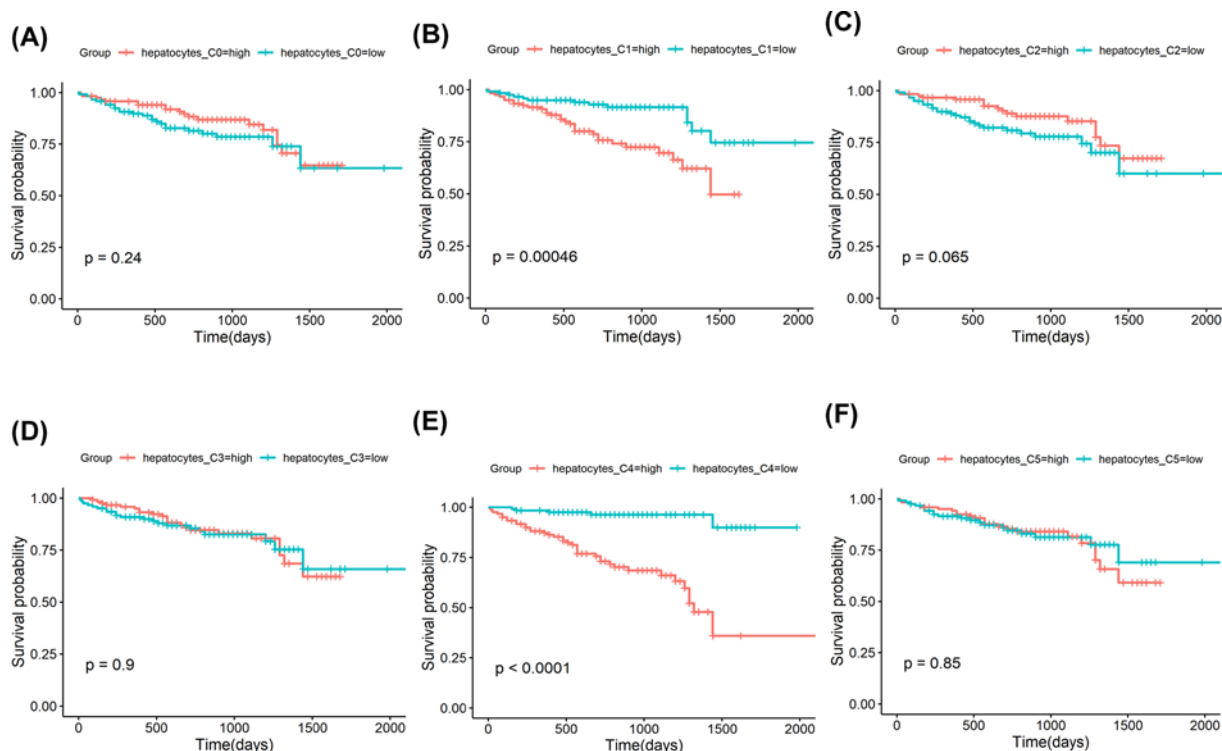 (A)
Group hepatocytes_C0=high hepatocytes_C0=low
Survival probability
1.00
0.75
0.50
0.25
0.00
p = 0.24
0 500 1000 1500 2000
Time(days)
(B)
Group hepatocytes_C1=high hepatocytes_C1=low
Survival probability
1.00
0.75
0.50
0.25
0.00
p = 0.00046
0 500 1000 1500 2000
Time(days)
(C)
Group hepatocytes_C2=high hepatocytes_C2=low
Survival probability
1.00
0.75
0.50
0.25
0.00
p = 0.065
0 500 1000 1500 2000
Time(days)
(D)
Group hepatocytes_C3=high hepatocytes_C3=low
Survival probability
1.00
0.75
0.50
0.25
0.00
p = 0.9
0 500 1000 1500 2000
Time(days)
(E)
Group hepatocytes_C4=high hepatocytes_C4=low
Survival probability
1.00
0.75
0.50
0.25
0.00
p < 0.0001
0 500 1000 1500 2000
Time(days)
(F)
Group hepatocytes_C5=high hepatocytes_C5=low
Survival probability
1.00
0.75
0.50
0.25
0.00
p = 0.85
0 500 1000 1500 2000
Time(days)